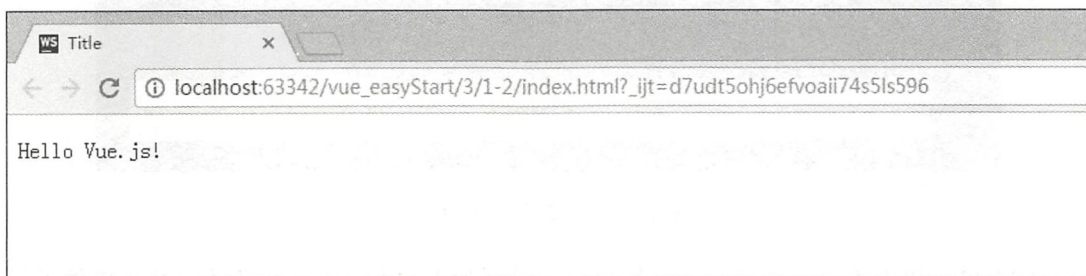 WS Title
localhost:63342/vue_easyStart/3/1-2/index.html?_ijt=d7udt5ohj6efvoaii74s5ls596
Hello Vue.js!